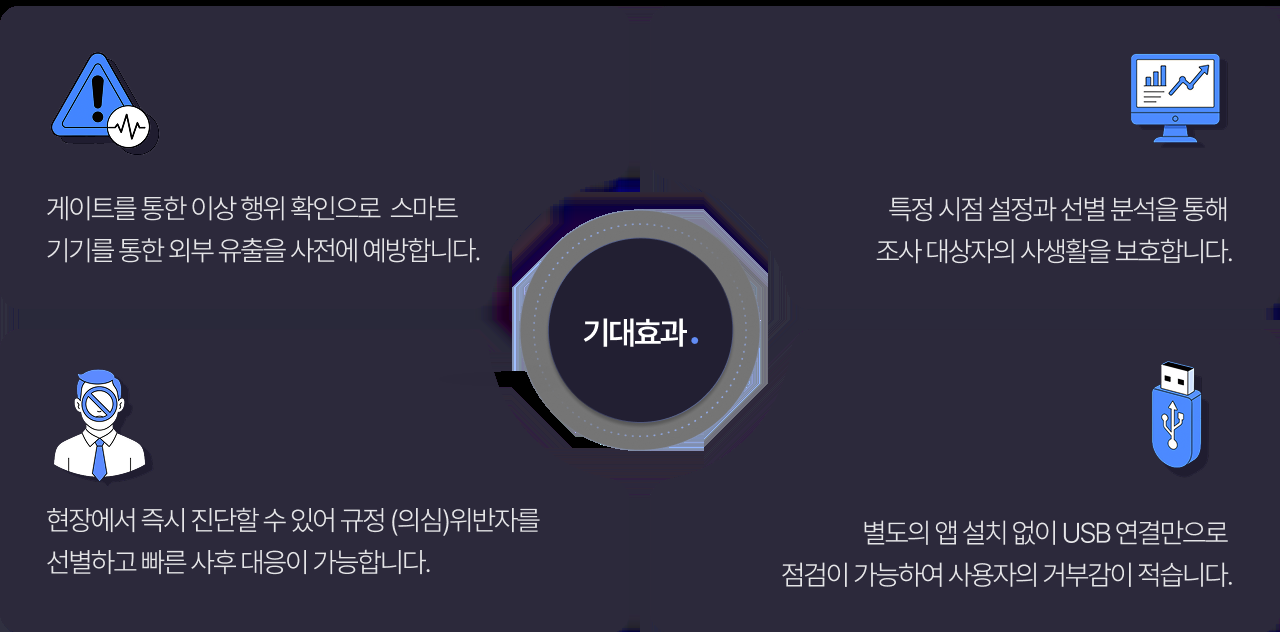 게이트를 통한 이상 행위 확인으로 스마트
기기를 통한 외부 유출을 사전에 예방합니다.
특정 시점 설정과 선별 분석을 통해
조사 대상자의 사생활을 보호합니다.
기대효과.
현장에서 즉시 진단할 수 있어 규정 (의심)위반자를
선별하고 빠른 사후 대응이 가능합니다.
별도의 앱 설치 없이 USB 연결만으로
점검이 가능하여 사용자의 거부감이 적습니다.